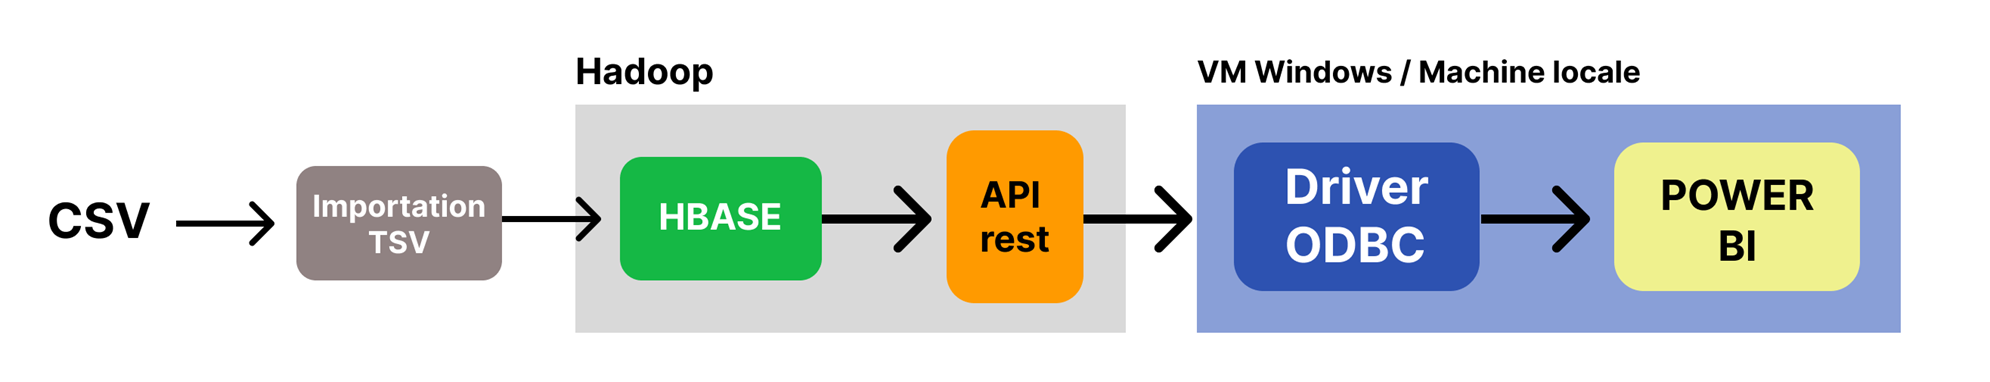 Hadoop
VM Windows / Machine locale
CSV
Importation
TSV
HBASE
API
rest
Driver
ODBC
POWER
BI